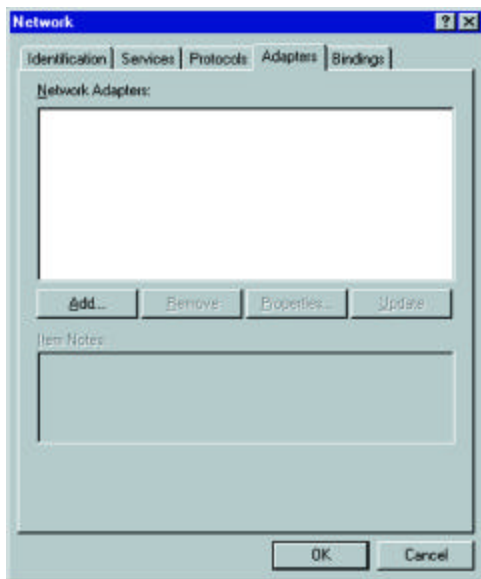 Network
Identification Services Protocols Adapters Bindings
Network Adapters:
Add... Remove Properties... Update
Item Notes:
OK Cancel